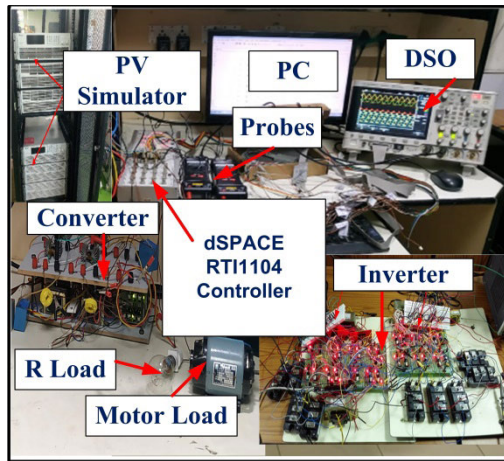 PV
Simulator
PC
DSO
Probes
Converter
dSPACE
RTI1104
Controller
Inverter
R Load
Motor Load